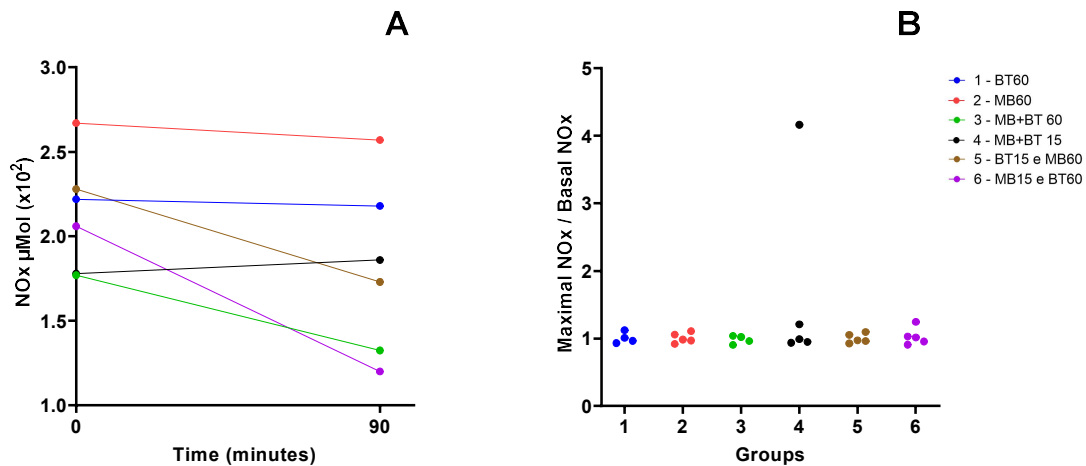 A
NOx µMol (x10²)
3.0
2.5
2.0
1.5
1.0
0
90
Time (minutes)
B
Maximal NOx / Basal NOx
5
4
3
2
1
0
1
2
3
4
5
6
Groups
1 - BT60
2 - MB60
3 - MB+BT 60
4 - MB+BT 15
5 - BT15 e MB60
6 - MB15 e BT60